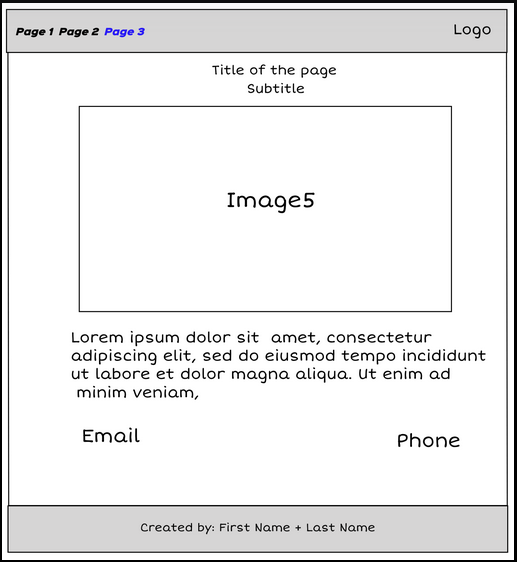 Page 1 Page 2 Page 3
Logo
Title of the page
Subtitle
Image5
Lorem ipsum dolor sit amet, consectetur
adipiscing elit, sed do eiusmod tempo incididunt
ut labore et dolor magna aliqua. Ut enim ad
minim veniam,
Email
Phone
Created by: First Name + Last Name